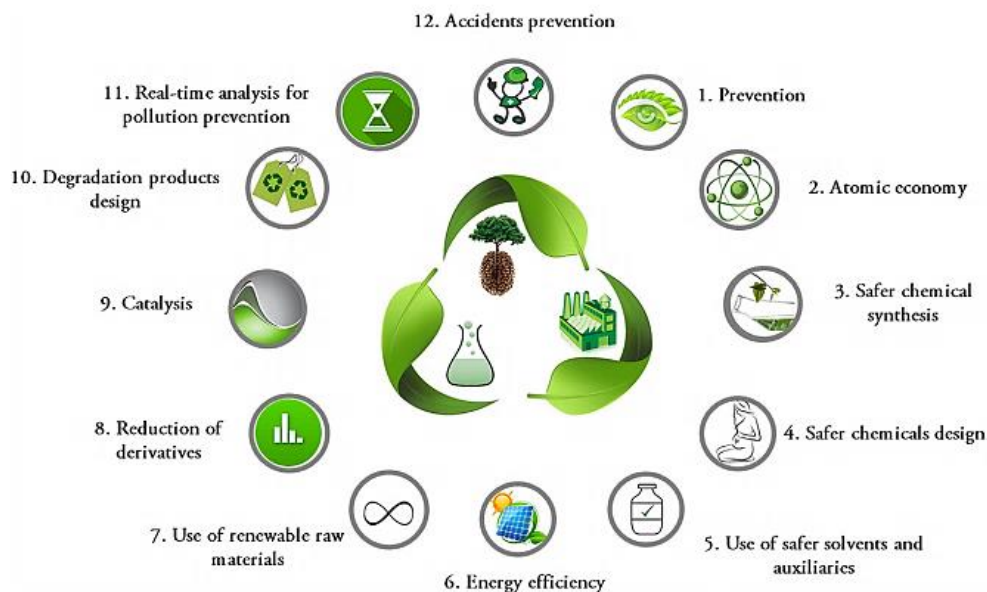 12. Accidents prevention
1. Prevention
2. Atomic economy
3. Safer chemical
synthesis
4. Safer chemicals design
5. Use of safer solvents and
auxiliaries
6. Energy efficiency
7. Use of renewable raw
materials
8. Reduction of
derivatives
9. Catalysis
10. Degradation products
design
11. Real-time analysis for
pollution prevention